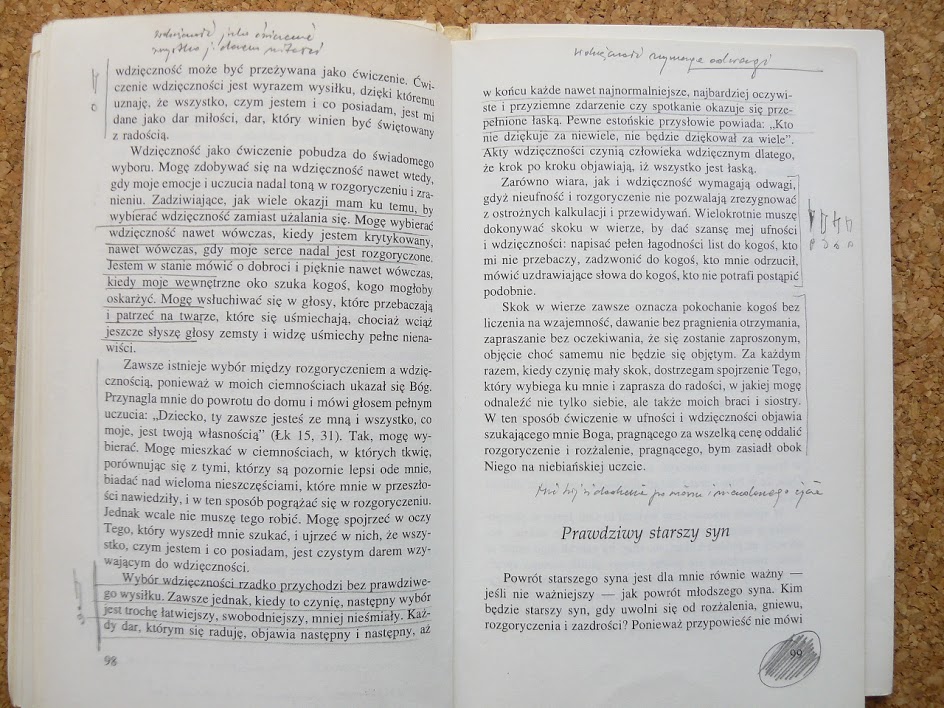 wdzięczność jako ćwiczenie
wszystko j. darem miłości
wdzięczność może być przeżywana jako ćwiczenie. Ćwi-
czenie wdzięczności jest wyrazem wysiłku, dzięki któremu
uznaję, że wszystko, czym jestem i co posiadam, jest mi
dane jako dar miłości, dar, który winien być świętowany
z radością.
Wdzięczność jako ćwiczenie pobudza do świadomego
wyboru. Mogę zdobywać się na wdzięczność nawet wtedy,
gdy moje emocje i uczucia nadal toną w rozgoryczeniu i zra-
nieniu. Zadziwiające, jak wiele okazji mam ku temu, by
wybierać wdzięczność zamiast użalania się. Mogę wybierać
wdzięczność nawet wówczas, kiedy jestem krytykowany,
nawet wówczas, gdy moje serce nadal jest rozgoryczone.
Jestem w stanie mówić o dobroci i pięknie nawet wówczas,
kiedy moje wewnętrzne oko szuka kogoś, kogo mogłoby
oskarżyć. Mogę wsłuchiwać się w głosy, które przebaczają
i patrzeć na twarze, które się uśmiechają, chociaż wciąż
jeszcze słyszę głosy zemsty i widzę uśmiechy pełne niena-
wiści.
Zawsze istnieje wybór między rozgoryczeniem a wdzię-
cznością, ponieważ w moich ciemnościach ukazał się Bóg.
Przynagla mnie do powrotu do domu i mówi głosem pełnym
uczucia: „Dziecko, ty zawsze jesteś ze mną i wszystko, co
moje, jest twoją własnością” (Łk 15, 31). Tak, mogę wy-
bierać. Mogę mieszkać w ciemnościach, w których tkwię,
porównując się z tymi, którzy są pozornie lepsi ode mnie,
biadać nad wieloma nieszczęściami, które mnie w przeszło-
ści nawiedziły, i w ten sposób pogrążać się w rozgoryczeniu.
Jednak wcale nie muszę tego robić. Mogę spojrzeć w oczy
Tego, który wyszedł mnie szukać, i ujrzeć w nich, że wszy-
stko, czym jestem i co posiadam, jest czystym darem wzy-
wającym do wdzięczności.
Wybór wdzięczności rzadko przychodzi bez prawdziwe-
go wysiłku. Zawsze jednak, kiedy to czynię, następny wybór
jest trochę łatwiejszy, swobodniejszy, mniej nieśmiały. Każ-
dy dar, którym się raduję, objawia następny i następny, aż
98
wdzięczność wymaga odwagi
w końcu każde nawet najnormalniejsze, najbardziej oczywi-
ste i przyziemne zdarzenie czy spotkanie okazuje się prze-
pełnione łaską. Pewne estońskie przysłowie powiada: „Kto
nie dziękuje za niewiele, nie będzie dziękował za wiele”.
Akty wdzięczności czynią człowieka wdzięcznym dlatego,
że krok po kroku objawiają, iż wszystko jest łaską.
Zarówno wiara, jak i wdzięczność wymagają odwagi,
gdyż nieufność i rozgoryczenie nie pozwalają zrezygnować
z ostrożnych kalkulacji i przewidywań. Wielokrotnie muszę
dokonywać skoku w wierze, by dać szansę mej ufności
i wdzięczności: napisać pełen łagodności list do kogoś, kto
mi nie przebaczy, zadzwonić do kogoś, kto mnie odrzucił,
mówić uzdrawiające słowa do kogoś, kto nie potrafi postąpić
podobnie.
Skok w wierze zawsze oznacza pokochanie kogoś bez
liczenia na wzajemność, dawanie bez pragnienia otrzymania,
zapraszanie bez oczekiwania, że się zostanie zaproszonym,
objęcie choć samemu nie będzie się objętym. Za każdym
razem, kiedy czynię mały skok, dostrzegam spojrzenie Tego,
który wybiega ku mnie i zaprasza do radości, w jakiej mogę
odnaleźć nie tylko siebie, ale także moich braci i siostry.
W ten sposób ćwiczenie w ufności i wdzięczności objawia
szukającego mnie Boga, pragnącego za wszelką cenę oddalić
rozgoryczenie i rozżalenie, pragnącego, bym zasiadł obok
Niego na niebiańskiej uczcie.
Prawdziwy starszy syn
Powrót starszego syna jest dla mnie równie ważny —
jeśli nie ważniejszy — jak powrót młodszego syna. Kim
będzie starszy syn, gdy uwolni się od rozżalenia, gniewu,
rozgoryczenia i zazdrości? Ponieważ przypowieść nie mówi
99